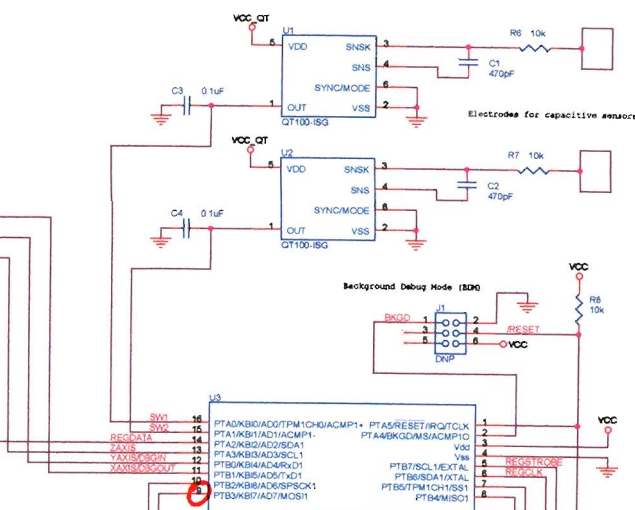 VCC_QT
U1
5 VDD SNSK 3
SNS 4
SYNC/MODE 6
1 OUT VSS 2
QT100-ISG
C3 0.1uF
C1
470pF
R6 10k
Electrodes for capacitive sensors
VCC_QT
U2
5 VDD SNSK 3
SNS 4
SYNC/MODE 6
1 OUT VSS 2
QT100-ISG
C4 0.1uF
C2
470pF
R7 10k
Background Debug Mode (BDM)
VCC
R8
10k
J1
BKGD 1 2
3 4 /RESET
5 6 VCC
DNP
U3
SW1 16 PTA0/KBI0/AD0/TPM1CH0/ACMP1+ PTA5/RESET/IRQ/TCLK 1
SW2 15 PTA1/KBI1/AD1/ACMP1- PTA4/BKGD/MS/ACMP1O 2
REGDATA 14 PTA2/KBI2/AD2/SDA1 Vdd 3
ZAXIS 13 PTA3/KBI3/AD3/SCL1 Vss 4
YAXIS/D3GIN 12 PTB0/KBI4/AD4/RxD1 PTB7/SCL1/EXTAL 5 REGSTROBE
XAXIS/D3GOUT 11 PTB1/KBI5/AD5/TxD1 PTB6/SDA1/XTAL 6 REGCLK
10 PTB2/KBI6/AD6/SPSCK1 PTB5/TPM1CH1/SS1 7
9 PTB3/KBI7/AD7/MOSI1 PTB4/MISO1 8
VCC